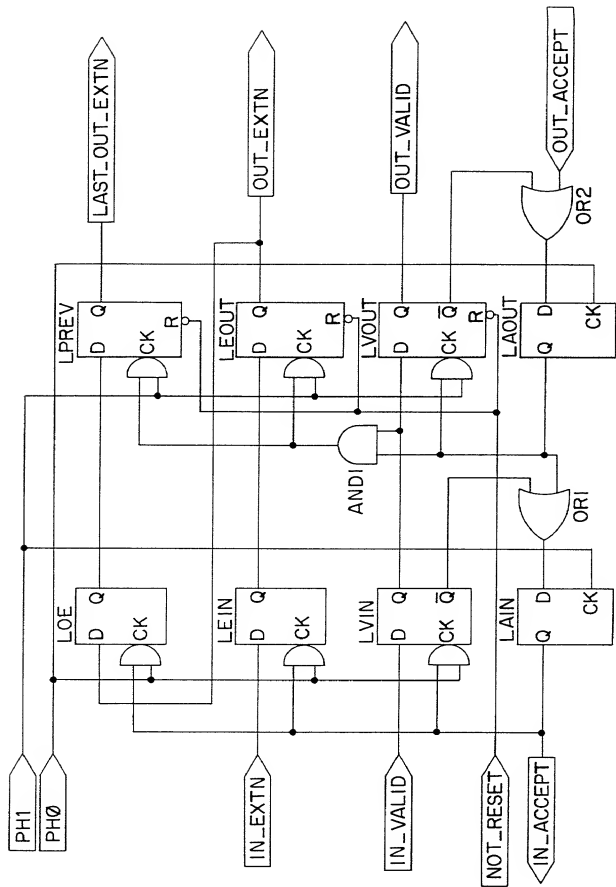 PH1
PHØ
LOE
D Q
CK
LPREV
D Q
CK
R
LAST_OUT_EXTN
IN_EXTN
LEIN
D Q
CK
LEOUT
D Q
CK
R
OUT_EXTN
AND1
IN_VALID
LVIN
D Q
CK Q
LVOUT
D Q
CK Q
R
OUT_VALID
NOT_RESET
IN_ACCEPT
LAIN
Q D
CK
OR1
LAOUT
Q D
CK
OR2
OUT_ACCEPT